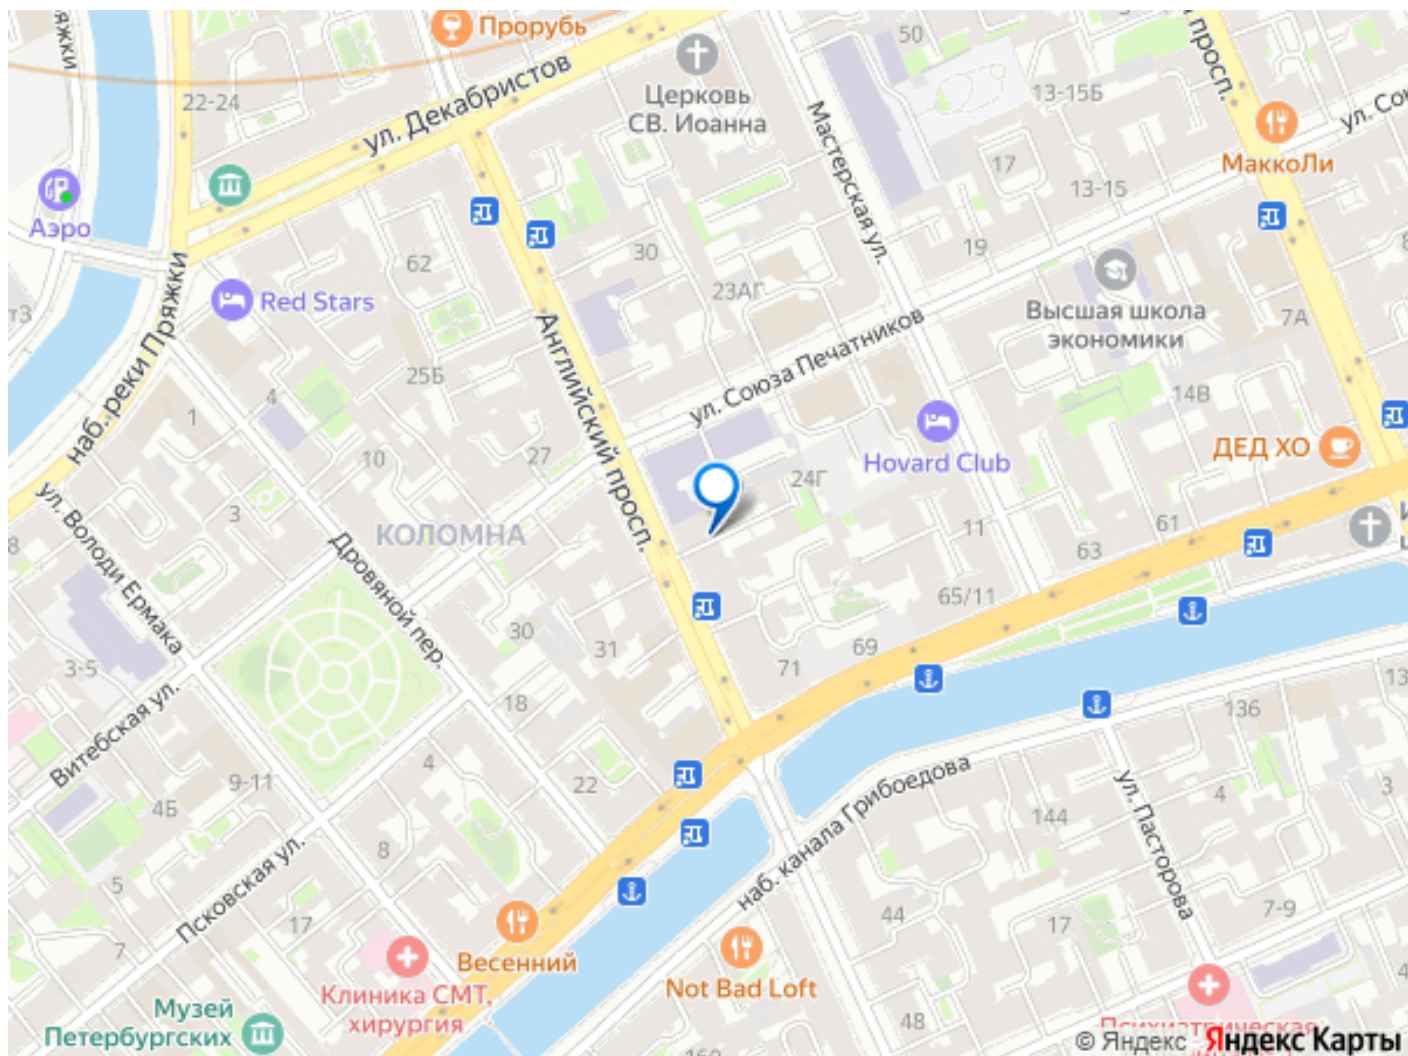 Прорубь
50
просп.
пряжки
22-24
ул. Декабристов
Церковь
СВ. Иоанна
13-15Б
МаккоЛи
Мастерская ул.
17
13-15
Аэро
62
30
19
Red Stars
23АГ
Высшая школа
экономики
7А
наб. реки Пряжки
Английский просп.
ул. Союза Печатников
25Б
4
1
14В
10
27
Hovard Club
ДЕД ХО
24Г
3
КОЛОМНА
11
61
63
ул. Володи Ермака
Дровяной пер.
65/11
30
31
69
71
3-5
18
136
13
Витебская ул.
4
9-11
4Б
22
наб. канала Грибоедова
ул. Пасторова
4
3
144
8
5
Псковская ул.
17
44
17
7-9
7
Весенний
Not Bad Loft
Клиника СМТ,
хирургия
Музей
Петербургских
48
160
Психиатрическая
© Яндекс Яндекс Карты